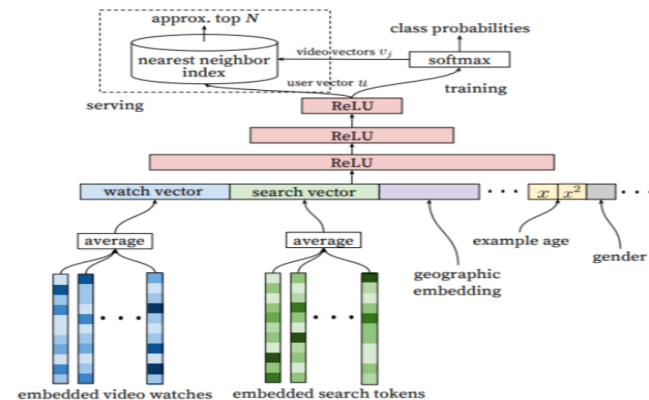 approx. top N
class probabilities
nearest neighbor
index
video vectors vj
softmax
user vector u
serving
training
ReLU
ReLU
ReLU
watch vector
search vector
x
x²
average
average
example age
gender
geographic
embedding
embedded video watches
embedded search tokens